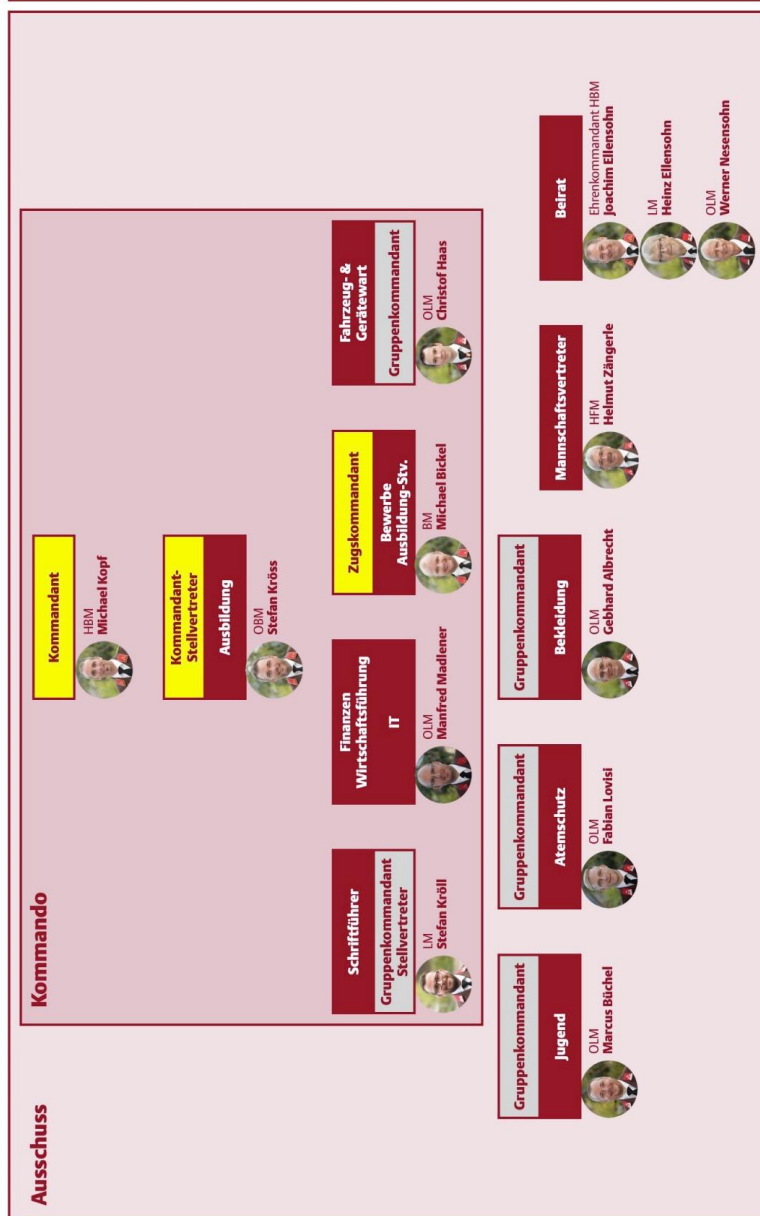 Ausschuss
Kommando
Kommandant
HBM
Michael Kopf
Kommandant-
Stellvertreter
Ausbildung
OBM
Stefan Kröss
Schriftführer
Gruppenkommandant
Stellvertreter
LM
Stefan Kröll
Finanzen
Wirtschaftsführung
IT
OLM
Manfred Madlener
Zugskommandant
Bewerbe
Ausbildung-Stv.
BM
Michael Bickel
Fahrzeug- &
Gerätewart
Gruppenkommandant
OLM
Christof Haas
Gruppenkommandant
Jugend
OLM
Marcus Büchel
Gruppenkommandant
Atemschutz
OLM
Fabian Lovisi
Gruppenkommandant
Bekleidung
OLM
Gebhard Albrecht
Mannschaftsvertreter
HFM
Helmut Zängerle
Beirat
Ehrenkommandant HBM
Joachim Ellensohn
LM
Heinz Ellensohn
OLM
Werner Nesensohn